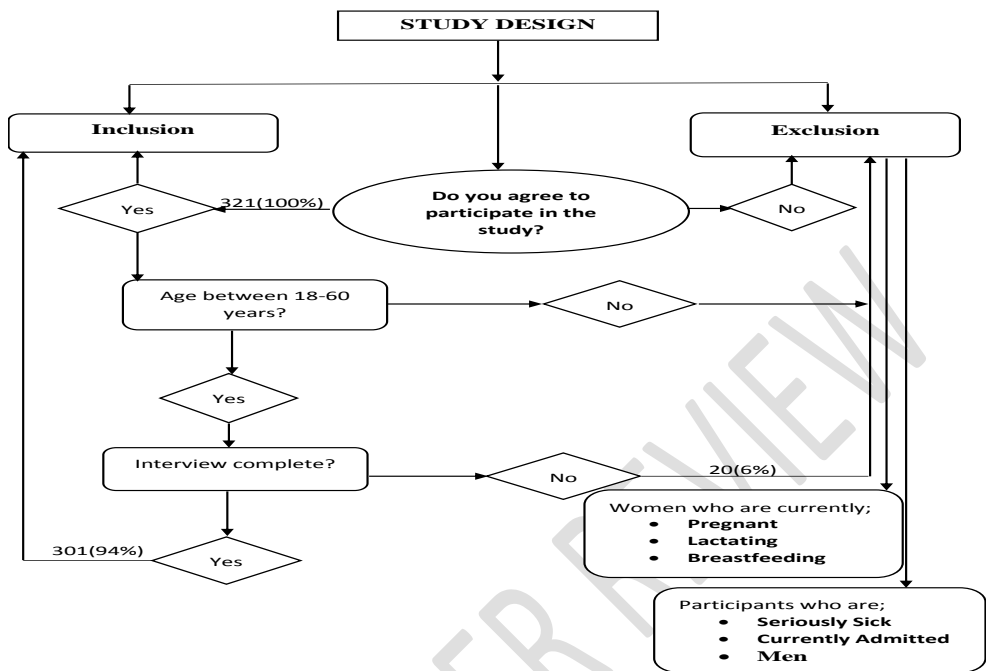 STUDY DESIGN
Inclusion
Exclusion
Do you agree to
participate in the
study?
321(100%)
Yes
No
Age between 18-60
years?
No
Yes
Interview complete?
No
20(6%)
301(94%)
Yes
Women who are currently;
• Pregnant
• Lactating
• Breastfeeding
Participants who are;
• Seriously Sick
• Currently Admitted
• Men
ER REVIEW